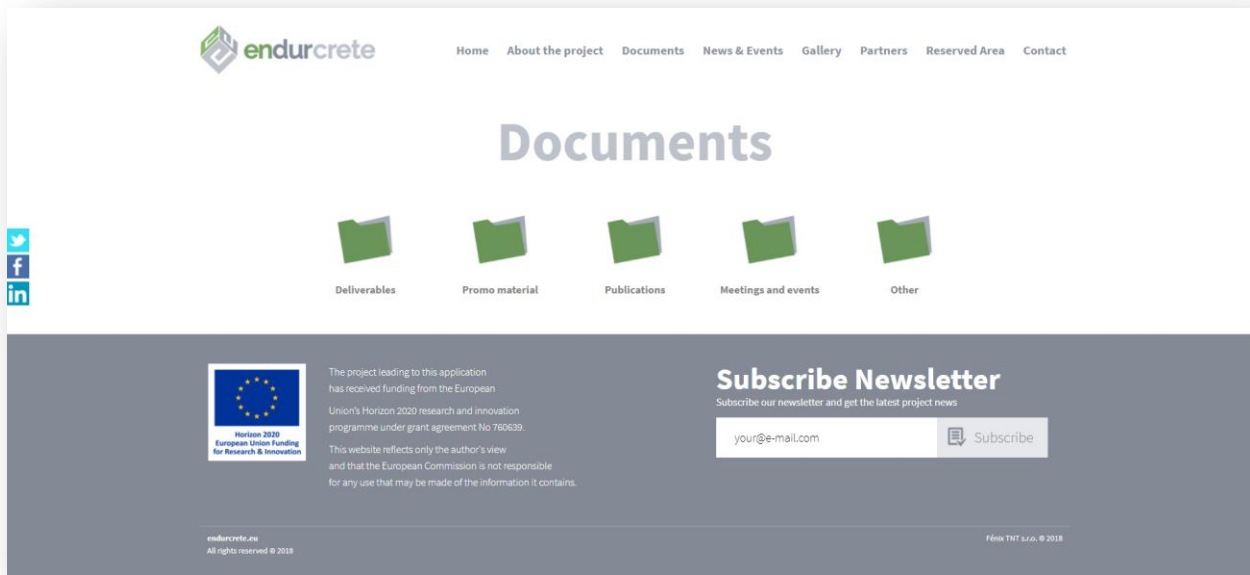 endurcrete
Home About the project Documents News & Events Gallery Partners Reserved Area Contact
Documents
Deliverables Promo material Publications Meetings and events Other
Horizon 2020
European Union Funding
for Research & Innovation
The project leading to this application
has received funding from the European
Union's Horizon 2020 research and innovation
programme under grant agreement No 760639.
This website reflects only the author's view
and that the European Commission is not responsible
for any use that may be made of the information it contains.
Subscribe Newsletter
Subscribe our newsletter and get the latest project news
your@e-mail.com Subscribe
endurcrete.eu
All rights reserved © 2018
Fénix TNT s.r.o. © 2018